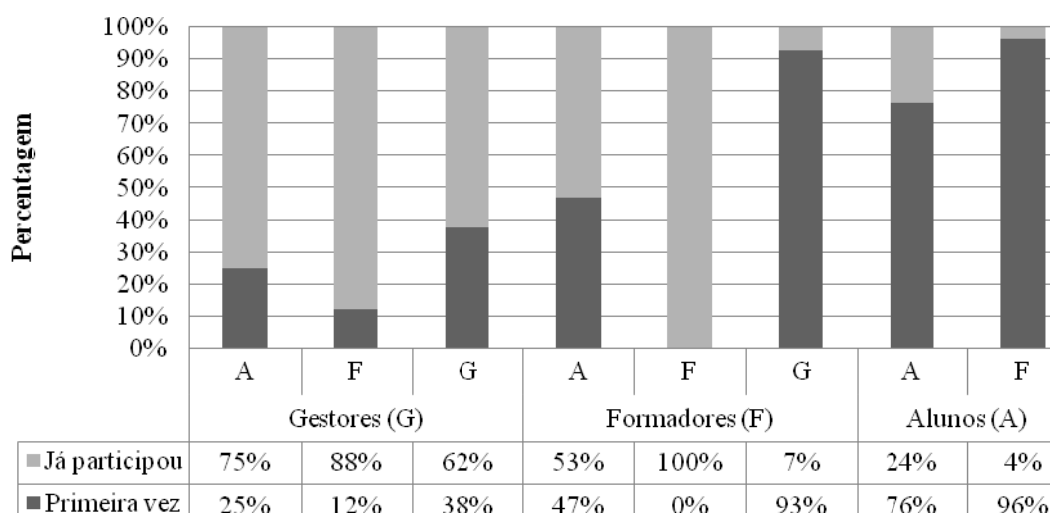 Percentagem
100%
90%
80%
70%
60%
50%
40%
30%
20%
10%
0%
A F G A F G A F
Gestores (G) Formadores (F) Alunos (A)
Já participou 75% 88% 62% 53% 100% 7% 24% 4%
Primeira vez 25% 12% 38% 47% 0% 93% 76% 96%